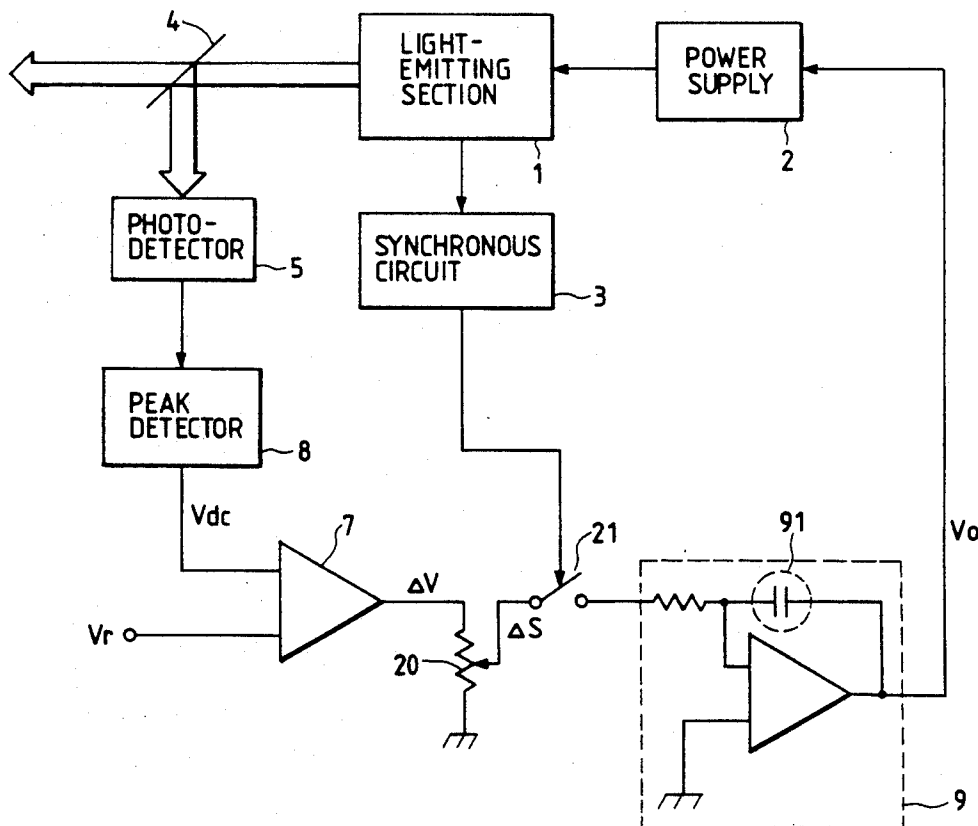 4
LIGHT-
EMITTING
SECTION
1
POWER
SUPPLY
2
PHOTO-
DETECTOR
5
SYNCHRONOUS
CIRCUIT
3
PEAK
DETECTOR
8
Vdc
7
ΔV
Vr
20
ΔS
21
91
Vo
9